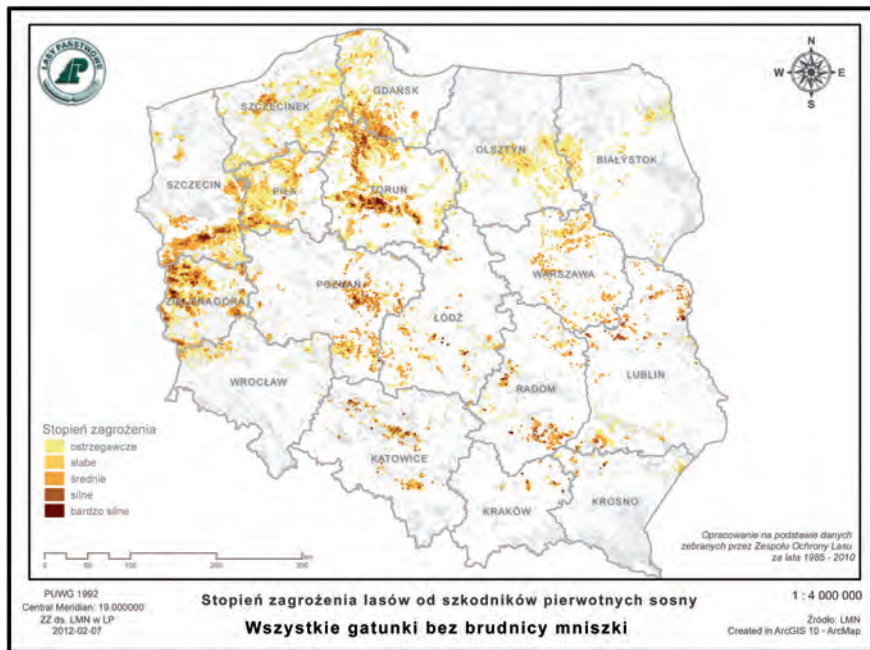 LASY PAŃSTWOWE
N
W E
S
GDAŃSK
SZCZECINEK
OLSZTYN
BIAŁYSTOK
SZCZECIN
PIŁA
TORUŃ
WARSZAWA
POZNAŃ
ZIELONAGÓRA
ŁÓDŹ
WROCŁAW
RADOM
LUBLIN
KATOWICE
KRAKÓW
KROSNO
Stopień zagrożenia
ostrzegawcze
słabe
średnie
silne
bardzo silne
0 50 100 200 300
km
Opracowanie na podstawie danych
zebranych przez Zespołu Ochrony Lasu
za lata 1985 - 2010
PUWG 1992
Central Meridian: 19.000000
ZZ ds. LMN w LP
2012-02-07
Stopień zagrożenia lasów od szkodników pierwotnych sosny
Wszystkie gatunki bez brudnicy mniszki
1 : 4 000 000
Źródło: LMN
Created in ArcGIS 10 - ArcMap